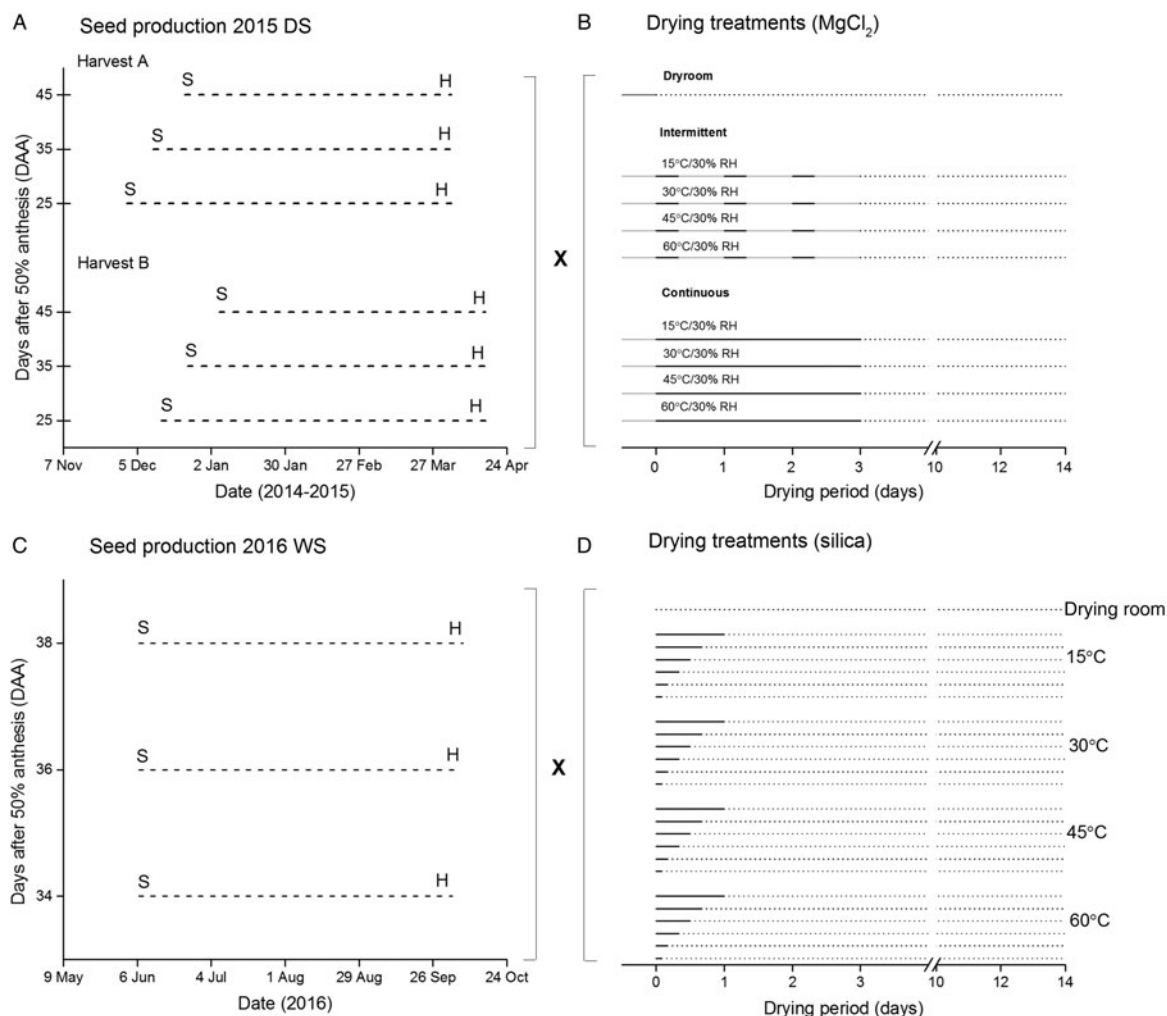 A Seed production 2015 DS
Harvest A
S H
45
S H
35
S H
25
Harvest B
S H
45
S H
35
S H
25
Days after 50% anthesis (DAA)
7 Nov 5 Dec 2 Jan 30 Jan 27 Feb 27 Mar 24 Apr
Date (2014-2015)
X
B Drying treatments (MgCl₂)
Dryroom
Intermittent
15°C/30% RH
30°C/30% RH
45°C/30% RH
60°C/30% RH
Continuous
15°C/30% RH
30°C/30% RH
45°C/30% RH
60°C/30% RH
0 1 2 3 10 12 14
Drying period (days)
C Seed production 2016 WS
S H
38
S H
36
S H
34
Days after 50% anthesis (DAA)
9 May 6 Jun 4 Jul 1 Aug 29 Aug 26 Sep 24 Oct
Date (2016)
X
D Drying treatments (silica)
Drying room
15°C
30°C
45°C
60°C
0 1 2 3 4 10 12 14
Drying period (days)